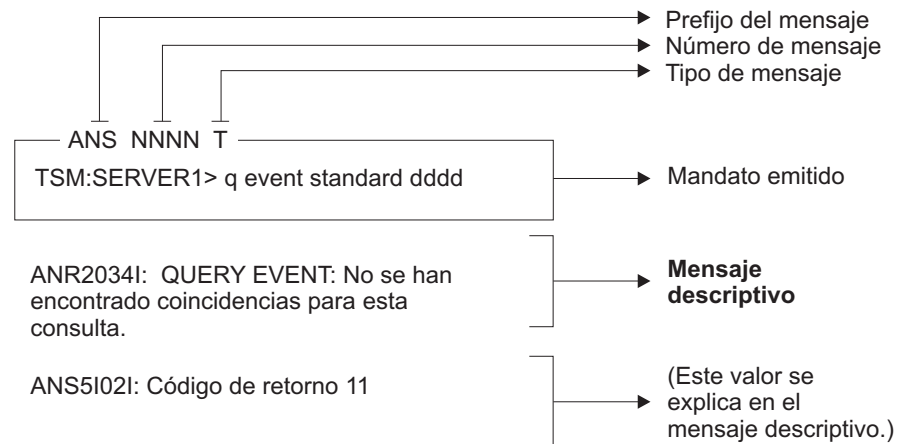 Prefijo del mensaje
Número de mensaje
Tipo de mensaje
ANS NNNN T
TSM:SERVER1> q event standard dddd
Mandato emitido
ANR2034I: QUERY EVENT: No se han
encontrado coincidencias para esta
consulta.
Mensaje
descriptivo
ANS5I02I: Código de retorno 11
(Este valor se
explica en el
mensaje descriptivo.)